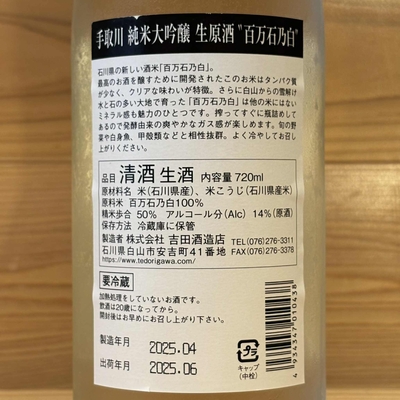 手取川 純米大吟醸 生原酒 "百万石乃白"
石川県の新しい酒米「百万石乃白」。
最高のお酒を醸すために開発されたこのお米はタンパク質
が少なく、クリアな味わいが特徴。さらに白山からの雪解け
水と石の多い大地で育った「百万石乃白」は他の米にはない
ミネラル感も魅力のひとつです。搾ってすぐに瓶詰めして
あるので発酵由来の爽やかなガス感が楽しめます。旬の野
菜や白身魚、甲殻類などと相性抜群。よく冷やしてお召し
上がりください。
品目 清酒 生酒 内容量 720ml
原材料名 米(石川県産)、米こうじ(石川県産米)
原料米 百万石乃白100%
精米歩合 50% アルコール分(Alc) 14%(原酒)
保存方法 冷蔵庫に保管
製造者 株式会社 吉田酒造店 TEL(076)276-3311
石川県白山市安吉町41番地 FAX(076)276-3378
https://www.tedorigawa.com
要冷蔵
加熱処理をしていないお酒です。
飲酒は20歳になってから。
開封後はお早めにお召し上がり下さい。
製造年月 2025.04
出荷年月 2025.06
プラ
キャップ
(中栓)
4 934347 010438